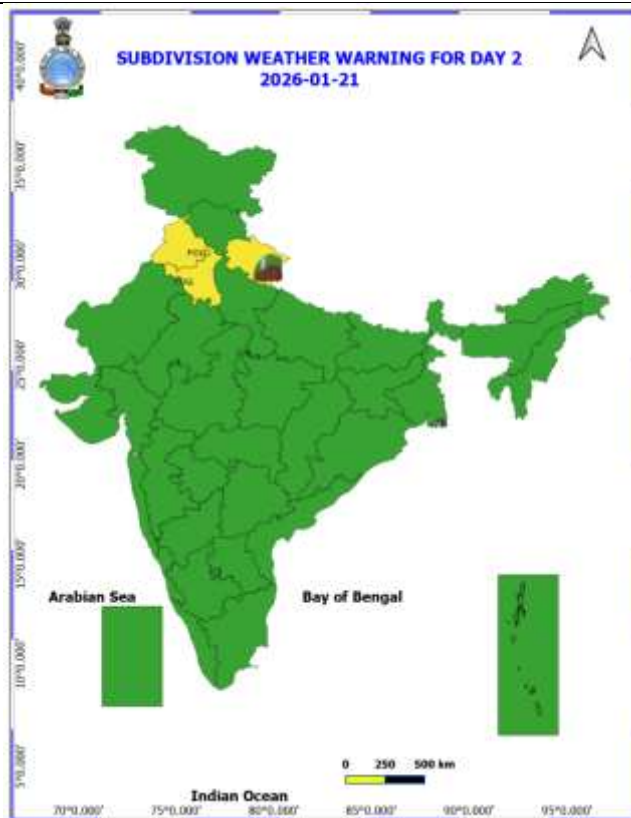 SUBDIVISION WEATHER WARNING FOR DAY 2
2026-01-21
40°0.000'
35°0.000'
30°0.000'
25°0.000'
20°0.000'
15°0.000'
10°0.000'
5°0.000'
FOG
FOG
Arabian Sea
Bay of Bengal
0 250 500 km
Indian Ocean
70°0.000' 75°0.000' 80°0.000' 85°0.000' 90°0.000' 95°0.000'